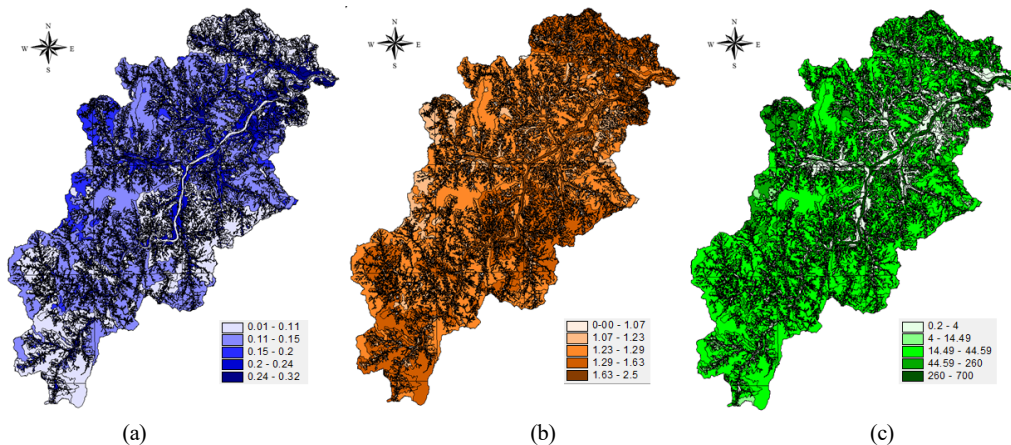 N
W E
S
0.01 - 0.11
0.11 - 0.15
0.15 - 0.2
0.2 - 0.24
0.24 - 0.32
(a)
N
W E
S
0-00 - 1.07
1.07 - 1.23
1.23 - 1.29
1.29 - 1.63
1.63 - 2.5
(b)
N
W E
S
0.2 - 4
4 - 14.49
14.49 - 44.59
44.59 - 260
260 - 700
(c)